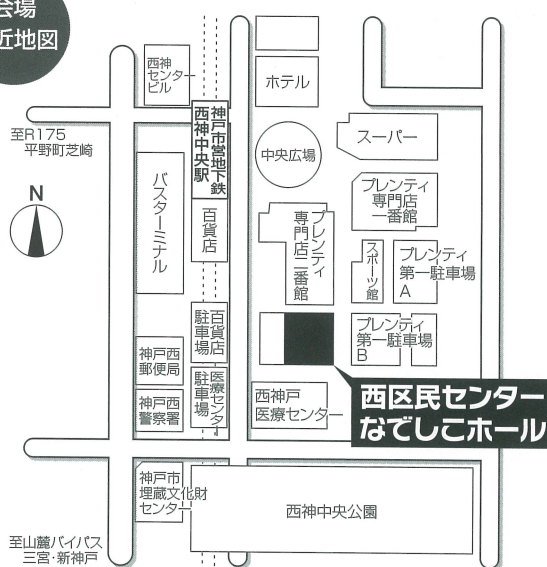 会場
近地図
西神
センター
ビル
ホテル
至R175
平野町芝崎
神戸市営地下鉄
西神中央駅
中央広場
スーパー
N
バスターミナル
百貨店
プレンティ
専門店二番館
プレンティ
専門店
一番館
スポーツ館
プレンティ
第一駐車場
A
百貨店
駐車場
プレンティ
第一駐車場
B
神戸西
郵便局
医療センター
駐車場
西神戸
医療センター
西区民センター
なでしこホール
神戸西
警察署
神戸市
埋蔵文化財
センター
西神中央公園
至山麓バイパス
三宮・新神戸